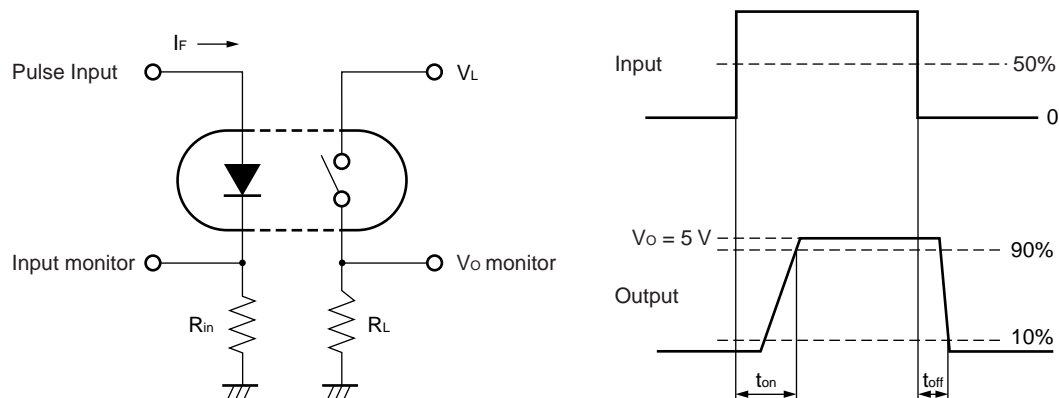 IF
Pulse Input
VL
Input monitor
VO monitor
Rin
RL
Input
50%
0
VO = 5 V
90%
Output
10%
ton
toff